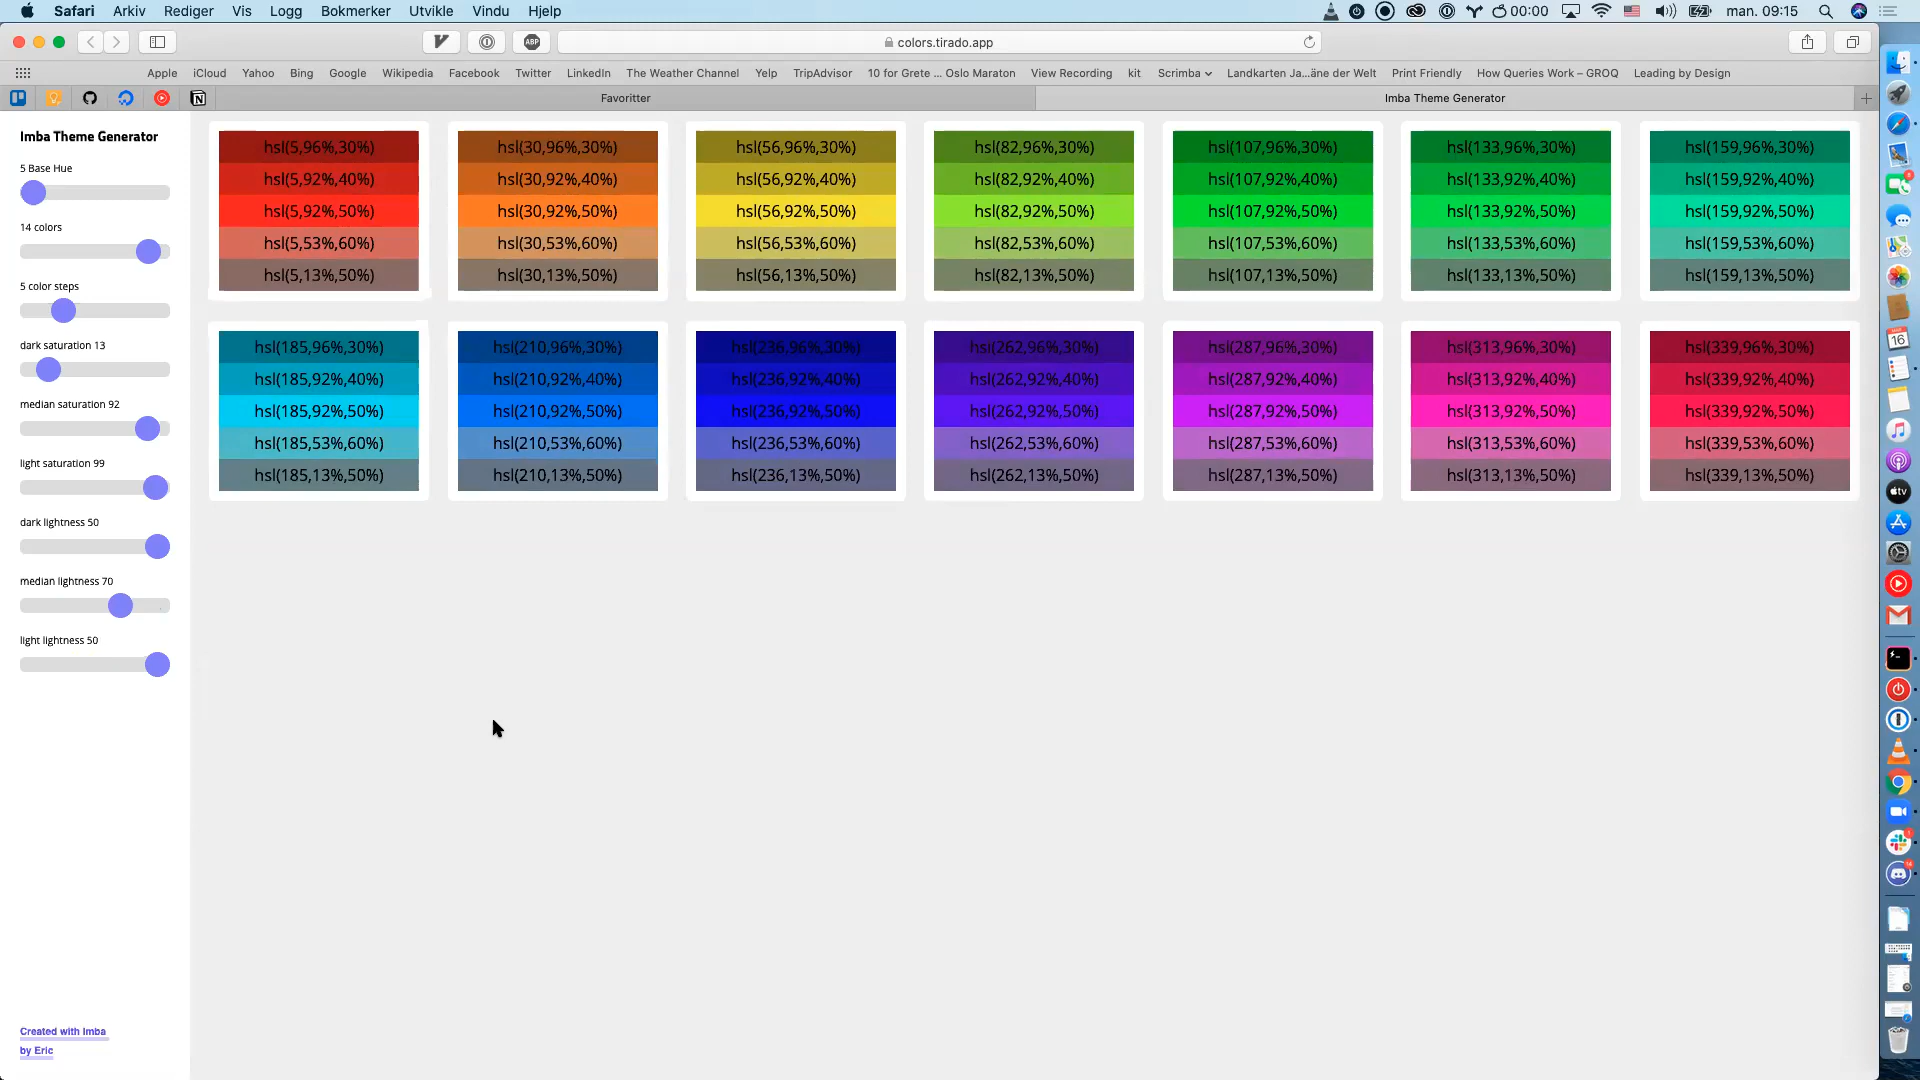 Safari Arkiv Rediger Vis Logg Bokmerker Utvikle Vindu Hjelp 00:00 man. 09:15
ABP colors.tirado.app
Apple iCloud Yahoo Bing Google Wikipedia Facebook Twitter LinkedIn The Weather Channel Yelp TripAdvisor 10 for Grete ... Oslo Maraton View Recording kit Scrimba Landkarten Ja...äne der Welt Print Friendly How Queries Work – GROQ Leading by Design
Favoritter Imba Theme Generator
Imba Theme Generator
5 Base Hue
14 colors
5 color steps
dark saturation 13
median saturation 92
light saturation 99
dark lightness 50
median lightness 70
light lightness 50
Created with Imba
by Eric
hsl(5,96%,30%) hsl(30,96%,30%) hsl(56,96%,30%) hsl(82,96%,30%) hsl(107,96%,30%) hsl(133,96%,30%) hsl(159,96%,30%)
hsl(5,92%,40%) hsl(30,92%,40%) hsl(56,92%,40%) hsl(82,92%,40%) hsl(107,92%,40%) hsl(133,92%,40%) hsl(159,92%,40%)
hsl(5,92%,50%) hsl(30,92%,50%) hsl(56,92%,50%) hsl(82,92%,50%) hsl(107,92%,50%) hsl(133,92%,50%) hsl(159,92%,50%)
hsl(5,53%,60%) hsl(30,53%,60%) hsl(56,53%,60%) hsl(82,53%,60%) hsl(107,53%,60%) hsl(133,53%,60%) hsl(159,53%,60%)
hsl(5,13%,50%) hsl(30,13%,50%) hsl(56,13%,50%) hsl(82,13%,50%) hsl(107,13%,50%) hsl(133,13%,50%) hsl(159,13%,50%)
hsl(185,96%,30%) hsl(210,96%,30%) hsl(236,96%,30%) hsl(262,96%,30%) hsl(287,96%,30%) hsl(313,96%,30%) hsl(339,96%,30%)
hsl(185,92%,40%) hsl(210,92%,40%) hsl(236,92%,40%) hsl(262,92%,40%) hsl(287,92%,40%) hsl(313,92%,40%) hsl(339,92%,40%)
hsl(185,92%,50%) hsl(210,92%,50%) hsl(236,92%,50%) hsl(262,92%,50%) hsl(287,92%,50%) hsl(313,92%,50%) hsl(339,92%,50%)
hsl(185,53%,60%) hsl(210,53%,60%) hsl(236,53%,60%) hsl(262,53%,60%) hsl(287,53%,60%) hsl(313,53%,60%) hsl(339,53%,60%)
hsl(185,13%,50%) hsl(210,13%,50%) hsl(236,13%,50%) hsl(262,13%,50%) hsl(287,13%,50%) hsl(313,13%,50%) hsl(339,13%,50%)
16
tv